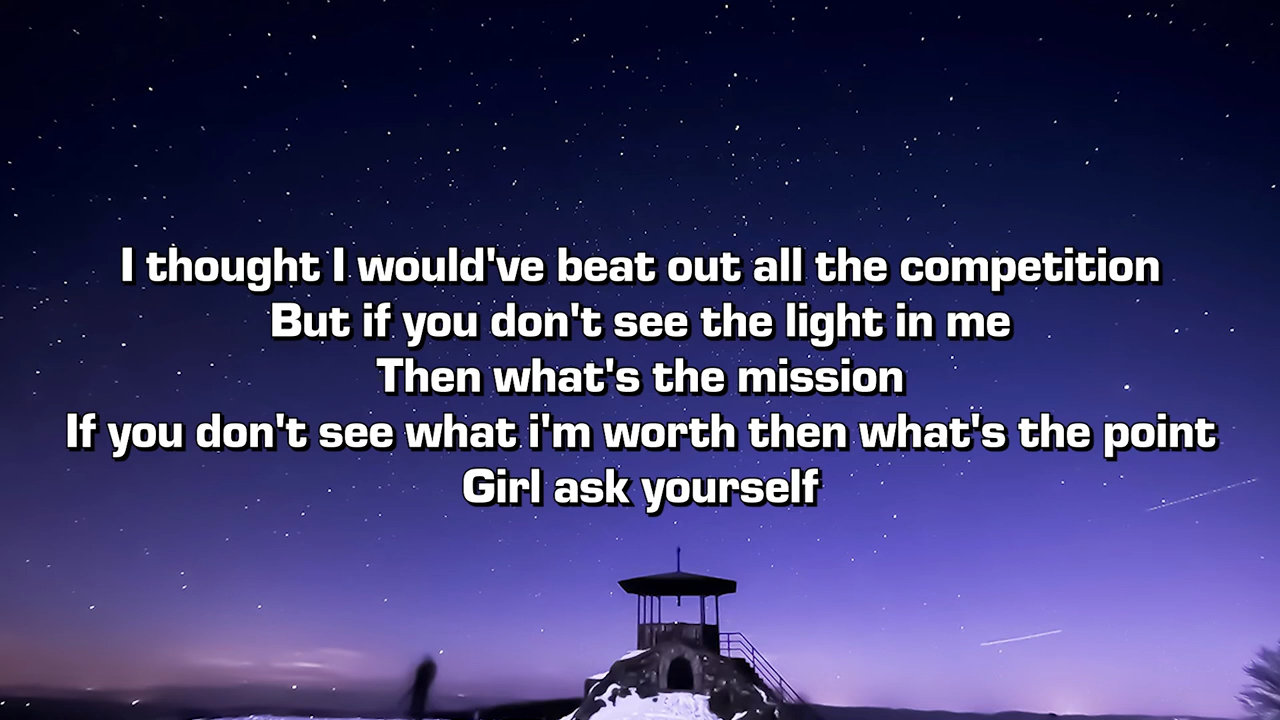 I thought I would've beat out all the competition
But if you don't see the light in me
Then what's the mission
If you don't see what i'm worth then what's the point
Girl ask yourself